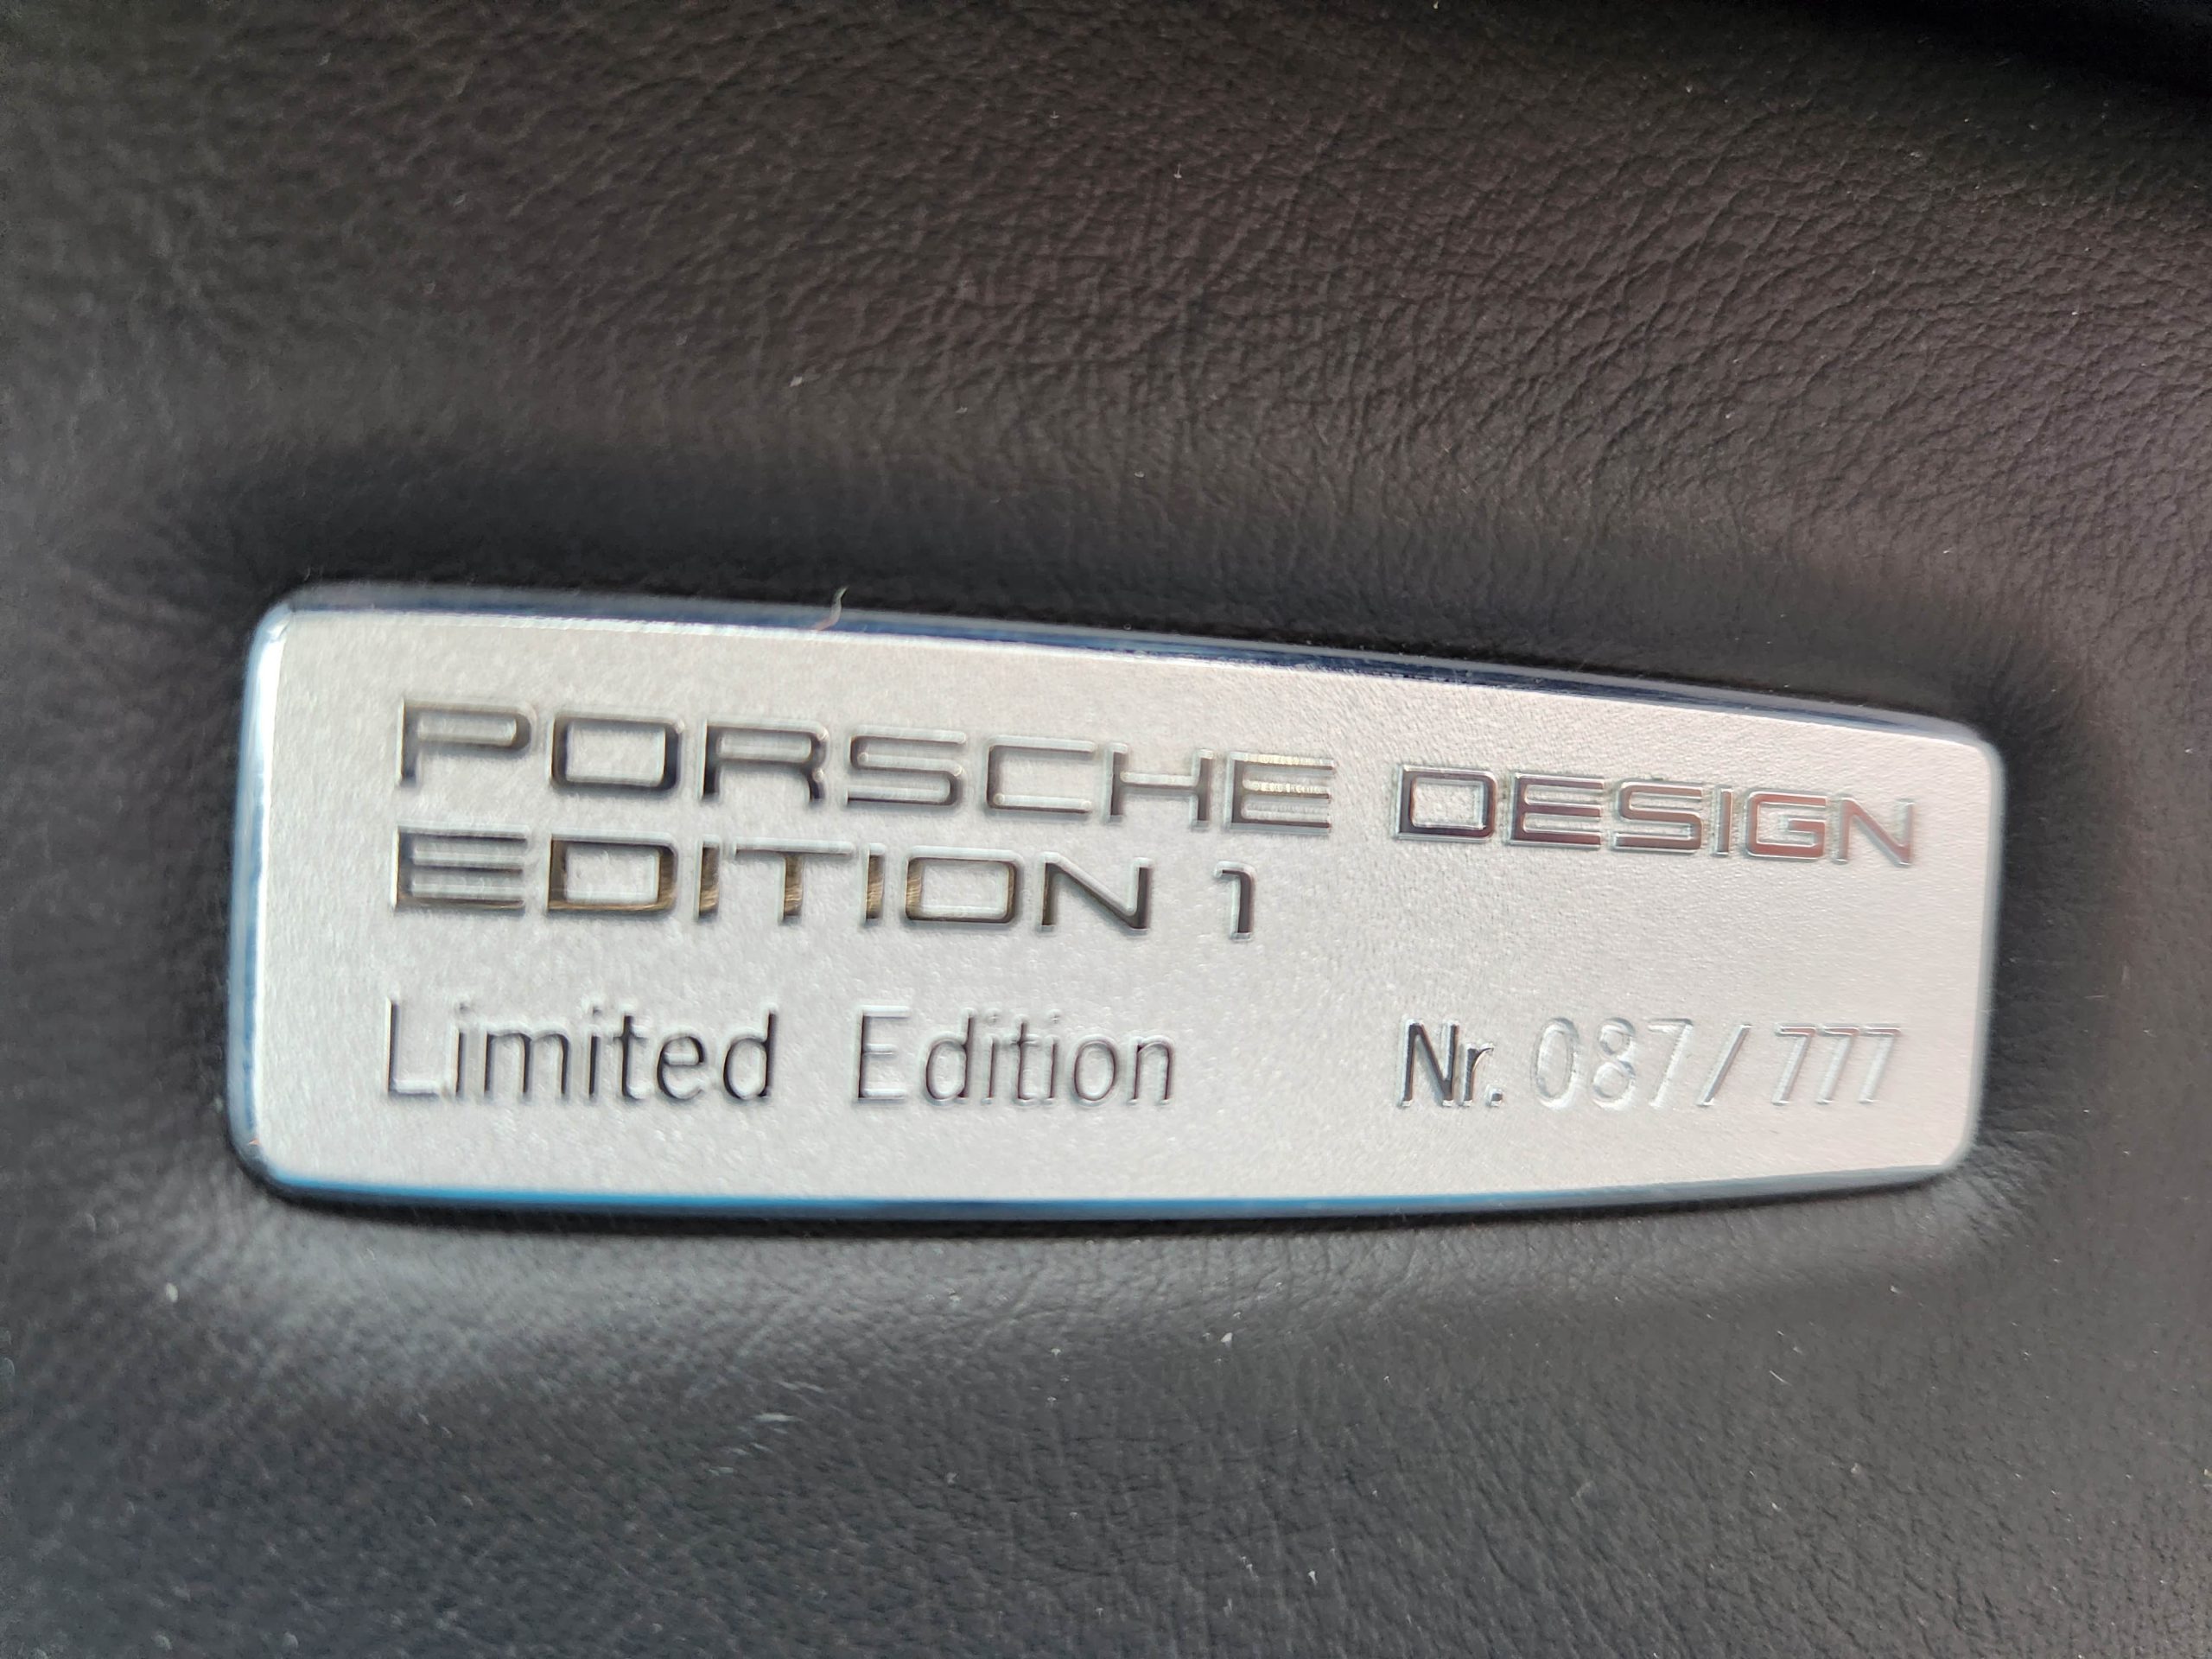 PORSCHE DESIGN
EDITION 1
Limited Edition Nr. 087/777